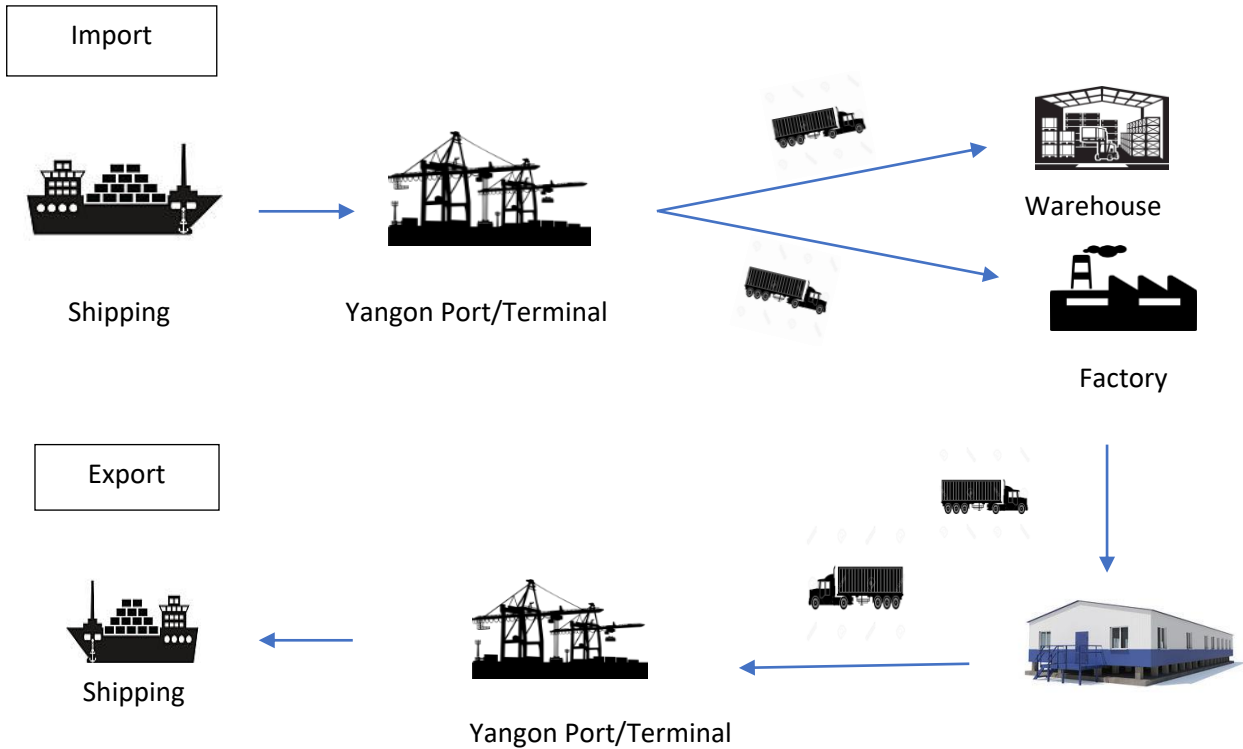 Import
Warehouse
Shipping
Yangon Port/Terminal
Factory
Export
Shipping
Yangon Port/Terminal